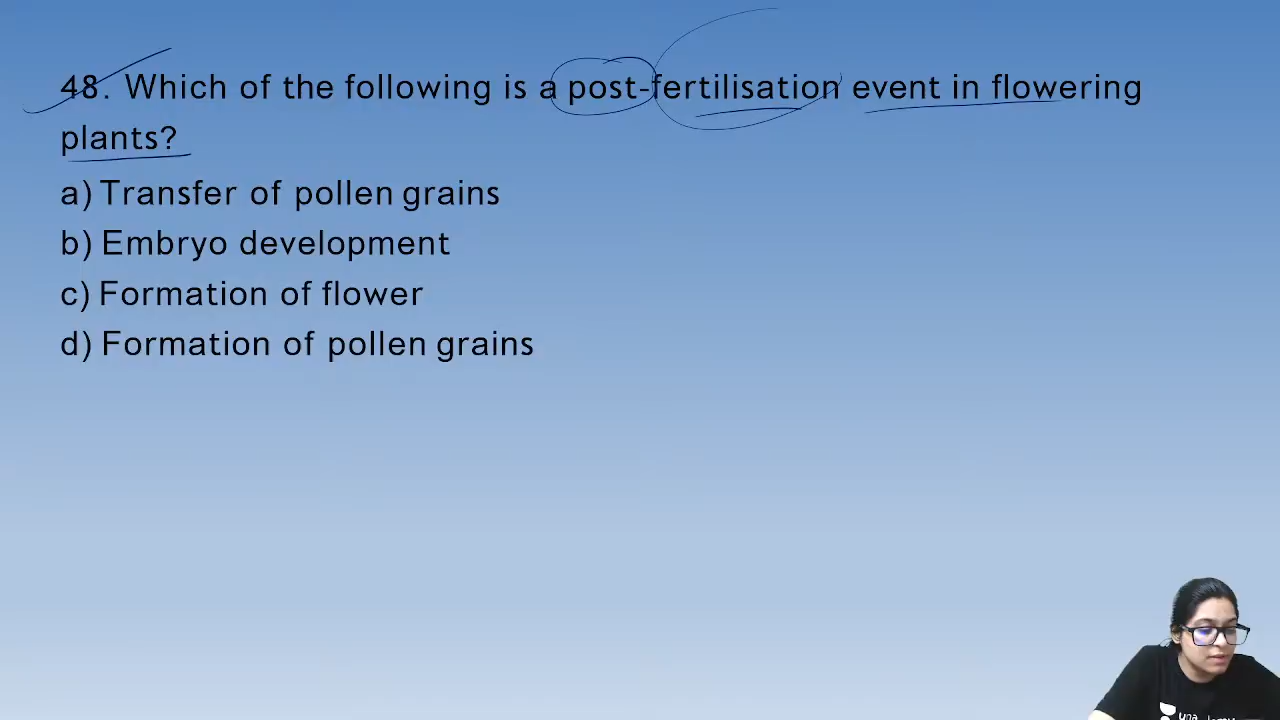 48. Which of the following is a post-fertilisation event in flowering
plants?
a) Transfer of pollen grains
b) Embryo development
c) Formation of flower
d) Formation of pollen grains